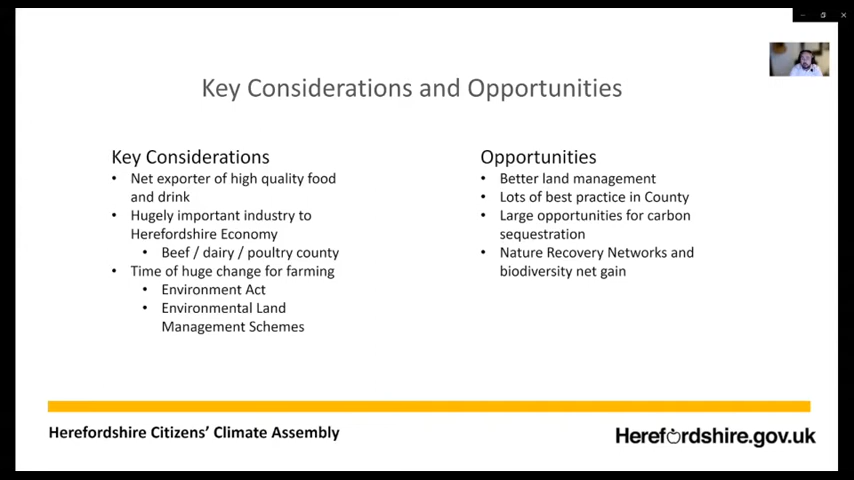 Key Considerations and Opportunities
Key Considerations
• Net exporter of high quality food
and drink
• Hugely important industry to
Herefordshire Economy
• Beef / dairy / poultry county
• Time of huge change for farming
• Environment Act
• Environmental Land
Management Schemes
Opportunities
• Better land management
• Lots of best practice in County
• Large opportunities for carbon
sequestration
• Nature Recovery Networks and
biodiversity net gain
Herefordshire Citizens’ Climate Assembly
Herefordshire.gov.uk